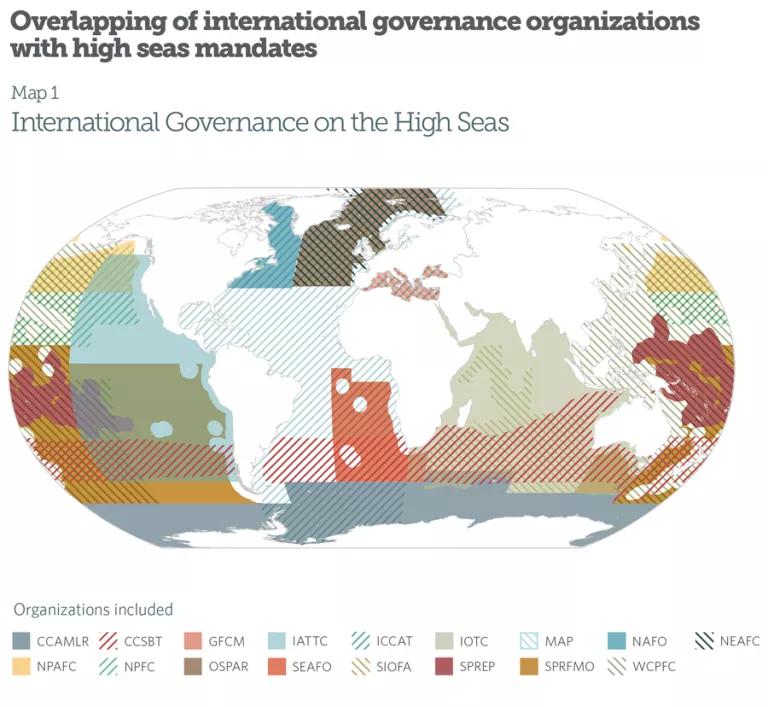 Overlapping of international governance organizations
with high seas mandates
Map 1
International Governance on the High Seas
Organizations included
CCAMLR CCSBT GFCM IATTC ICCAT IOTC MAP NAFO NEAFC
NPAFC NPFC OSPAR SEAFO SIOFA SPREP SPRFMO WCPFC